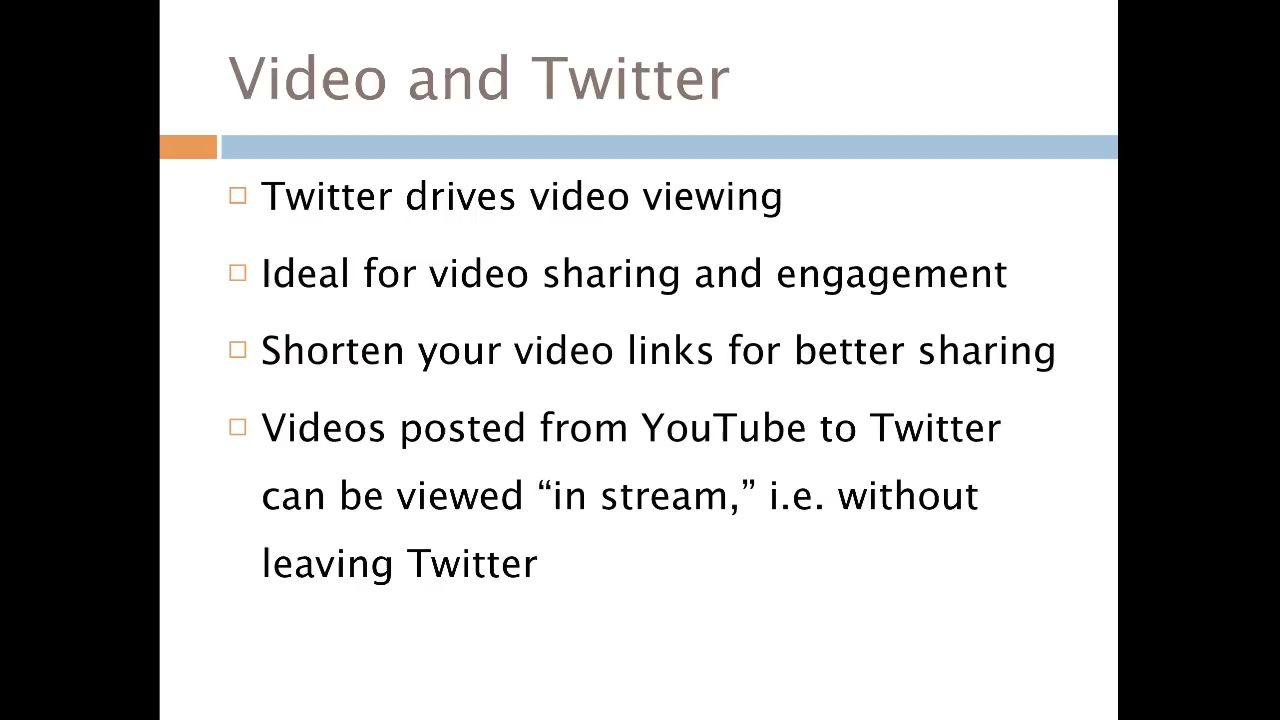 Video and Twitter
Twitter drives video viewing
Ideal for video sharing and engagement
Shorten your video links for better sharing
Videos posted from YouTube to Twitter
can be viewed “in stream,” i.e. without
leaving Twitter